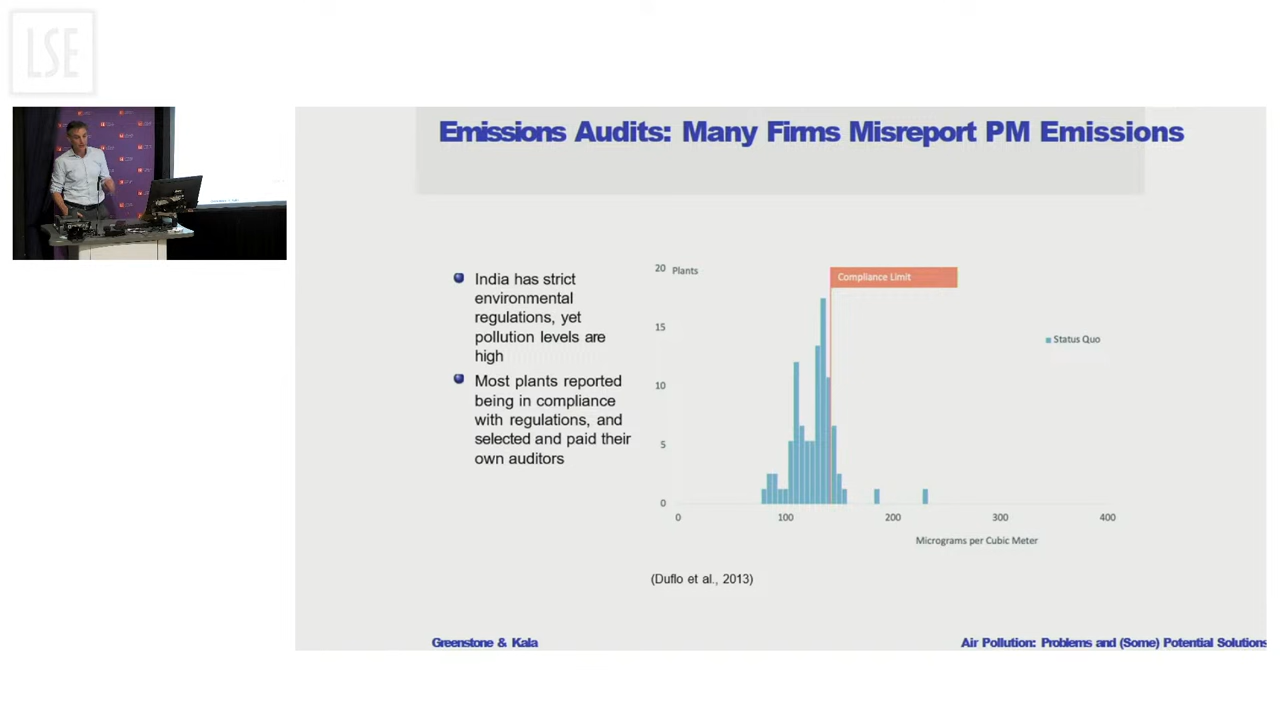 LSE
Emissions Audits: Many Firms Misreport PM Emissions
India has strict
environmental
regulations, yet
pollution levels are
high
Most plants reported
being in compliance
with regulations, and
selected and paid their
own auditors
20 Plants
15
10
5
0
Compliance Limit
Status Quo
0 100 200 300 400
Micrograms per Cubic Meter
(Duflo et al., 2013)
Greenstone & Kala
Air Pollution: Problems and (Some) Potential Solutions